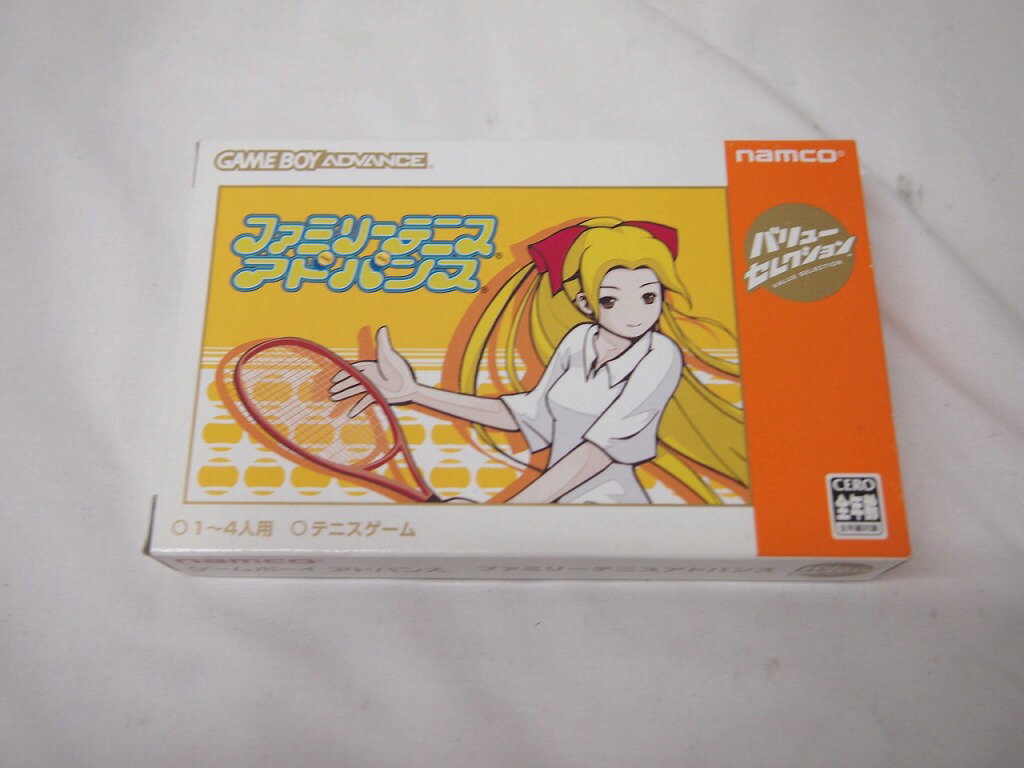 GAME BOY ADVANCE
namco
ファミリーテニス
アドバンス
バリュー
セレクション
VALUE SELECTION
CERO
全年齢
○1〜4人用 ○テニスゲーム
namco
アドバンス ファミリーテニスアドバンス